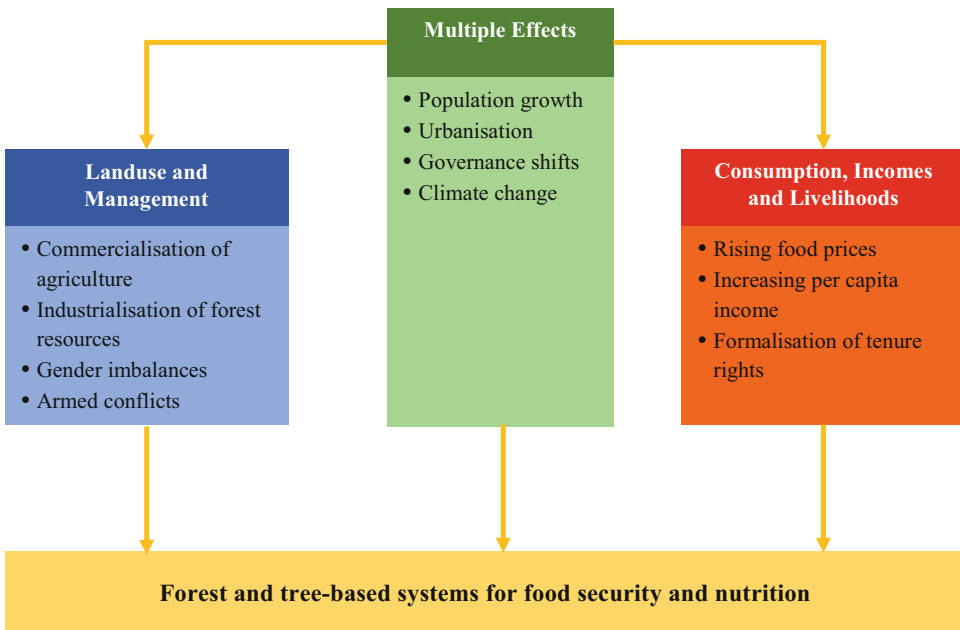 Multiple Effects
• Population growth
• Urbanisation
• Governance shifts
• Climate change
Landuse and
Management
• Commercialisation of
agriculture
• Industrialisation of forest
resources
• Gender imbalances
• Armed conflicts
Consumption, Incomes
and Livelihoods
• Rising food prices
• Increasing per capita
income
• Formalisation of tenure
rights
Forest and tree-based systems for food security and nutrition